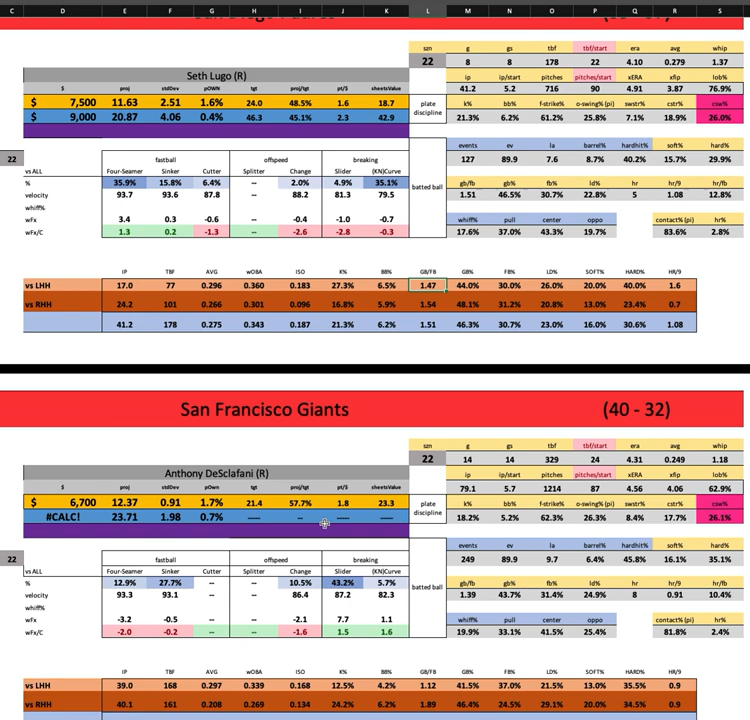 C D E F G H I J K L M N O P Q R S
szn g gs tbf tbf/start era avg whip
22 8 8 178 22 4.10 0.279 1.37
Seth Lugo (R) ip ip/start pitches pitches/start xERA xfip lob%
$ proj stdDev pOWN tgt proj/tgt pt/$ sheetsValue 41.2 5.2 716 90 4.91 3.87 76.9%
$ 7,500 11.63 2.51 1.6% 24.0 48.5% 1.6 18.7 plate discipline k% bb% f-strike% o-swing% (pi) swstr% cstr% csw%
$ 9,000 20.87 4.06 0.4% 46.3 45.1% 2.3 42.9 21.3% 6.2% 61.2% 25.8% 7.1% 18.9% 26.0%
events ev la barrel% hardhit% soft% hard%
22 fastball offspeed breaking 127 89.9 7.6 8.7% 40.2% 15.7% 29.9%
vs ALL Four-Seamer Sinker Cutter Splitter Change Slider (KN)Curve
% 35.9% 15.8% 6.4% -- 2.0% 4.9% 35.1% batted ball gb/fb gb% fb% ld% hr hr/9 hr/fb
velocity 93.7 93.6 87.8 -- 88.2 81.3 79.5 1.51 46.5% 30.7% 22.8% 5 1.08 12.8%
whiff%
wFx 3.4 0.3 -0.6 -- -0.4 -1.0 -0.7 whiff% pull center oppo contact% (pi) hr%
wFx/C 1.3 0.2 -1.3 -- -2.6 -2.8 -0.3 17.6% 37.0% 43.3% 19.7% 83.6% 2.8%
IP TBF AVG wOBA ISO K% BB% GB/FB GB% FB% LD% SOFT% HARD% HR/9
vs LHH 17.0 77 0.296 0.360 0.183 27.3% 6.5% 1.47 44.0% 30.0% 26.0% 20.0% 40.0% 1.6
vs RHH 24.2 101 0.266 0.301 0.096 16.8% 5.9% 1.54 48.1% 31.2% 20.8% 13.0% 23.4% 0.7
41.2 178 0.275 0.343 0.187 21.3% 6.2% 1.51 46.3% 30.7% 23.0% 16.0% 30.6% 1.08
San Francisco Giants (40 - 32)
szn g gs tbf tbf/start era avg whip
22 14 14 329 24 4.31 0.249 1.18
Anthony DeSclafani (R) ip ip/start pitches pitches/start xERA xfip lob%
$ proj stdDev pOwn tgt proj/tgt pt/$ sheetsValue 79.1 5.7 1214 87 4.56 4.06 62.9%
$ 6,700 12.37 0.91 1.7% 21.4 57.7% 1.8 23.3 plate discipline k% bb% f-strike% o-swing% (pi) swstr% cstr% csw%
#CALC! 23.71 1.98 0.7% ---- -- ---- ---- 18.2% 5.2% 62.3% 26.3% 8.4% 17.7% 26.1%
events ev la barrel% hardhit% soft% hard%
22 fastball offspeed breaking 249 89.9 9.7 6.4% 45.8% 16.1% 35.1%
vs ALL Four-Seamer Sinker Cutter Splitter Change Slider (KN)Curve
% 12.9% 27.7% -- -- 10.5% 43.2% 5.7% batted ball gb/fb gb% fb% ld% hr hr/9 hr/fb
velocity 93.3 93.1 -- -- 86.4 87.2 82.3 1.39 43.7% 31.4% 24.9% 8 0.91 10.4%
whiff%
wFx -3.2 -0.5 -- -- -2.1 7.7 1.1 whiff% pull center oppo contact% (pi) hr%
wFx/C -2.0 -0.2 -- -- -1.6 1.5 1.6 19.9% 33.1% 41.5% 25.4% 81.8% 2.4%
IP TBF AVG wOBA ISO K% BB% GB/FB GB% FB% LD% SOFT% HARD% HR/9
vs LHH 39.0 168 0.297 0.339 0.168 12.5% 4.2% 1.12 41.5% 37.0% 21.5% 13.0% 35.5% 0.9
vs RHH 40.1 161 0.208 0.269 0.134 24.2% 6.2% 1.89 46.4% 24.5% 29.1% 20.0% 34.5% 0.9